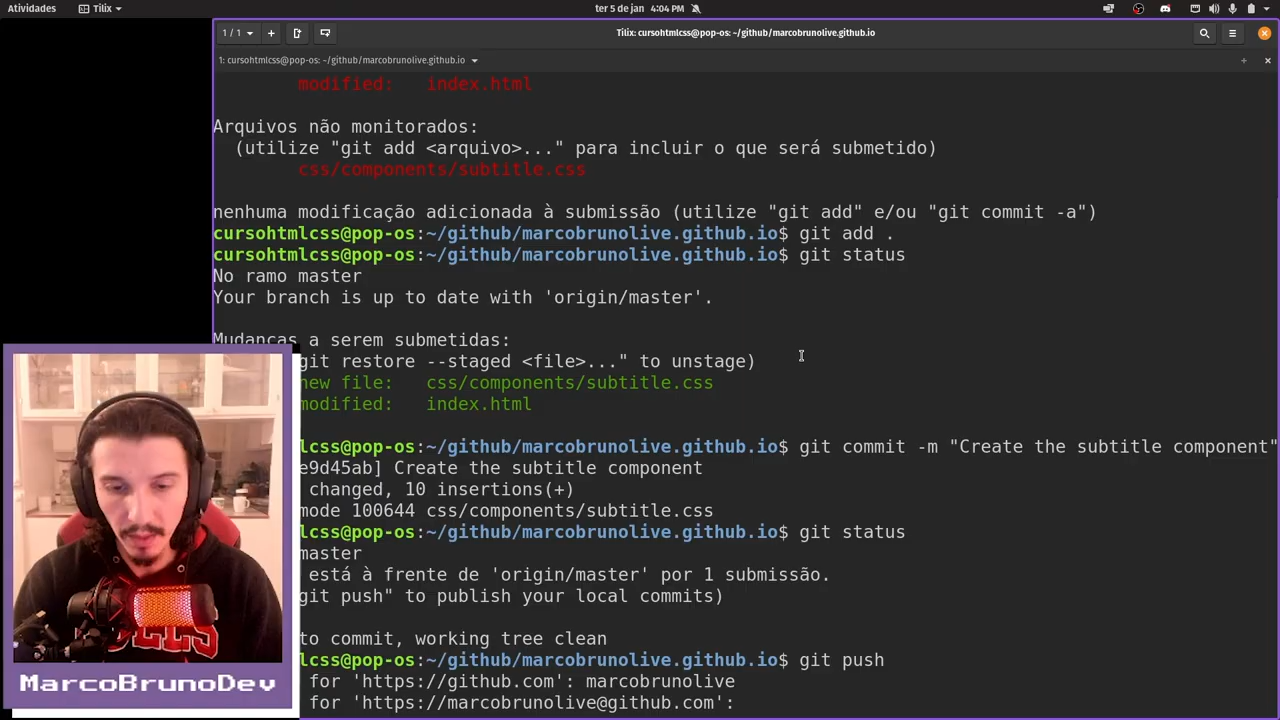 Atividades
Tilix
ter 5 de jan 4:04 PM
1 / 1
Tilix: cursohtmlcss@pop-os: ~/github/marcobrunolive.github.io
1: cursohtmlcss@pop-os: ~/github/marcobrunolive.github.io
modified: index.html
Arquivos não monitorados:
(utilize "git add <arquivo>..." para incluir o que será submetido)
css/components/subtitle.css
nenhuma modificação adicionada à submissão (utilize "git add" e/ou "git commit -a")
cursohtmlcss@pop-os:~/github/marcobrunolive.github.io$ git add .
cursohtmlcss@pop-os:~/github/marcobrunolive.github.io$ git status
No ramo master
Your branch is up to date with 'origin/master'.
Mudanças a serem submetidas:
git restore --staged <file>..." to unstage)
new file: css/components/subtitle.css
modified: index.html
lcss@pop-os:~/github/marcobrunolive.github.io$ git commit -m "Create the subtitle component"
e9d45ab] Create the subtitle component
changed, 10 insertions(+)
mode 100644 css/components/subtitle.css
lcss@pop-os:~/github/marcobrunolive.github.io$ git status
master
está à frente de 'origin/master' por 1 submissão.
git push" to publish your local commits)
to commit, working tree clean
lcss@pop-os:~/github/marcobrunolive.github.io$ git push
for 'https://github.com': marcobrunolive
for 'https://marcobrunolive@github.com':
MarcoBrunoDev